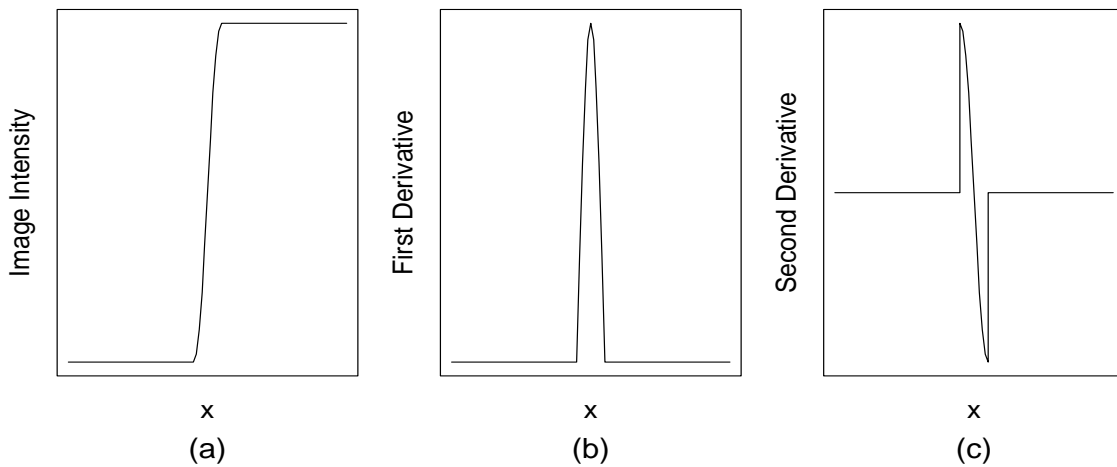 Image Intensity
x
(a)
First Derivative
x
(b)
Second Derivative
x
(c)